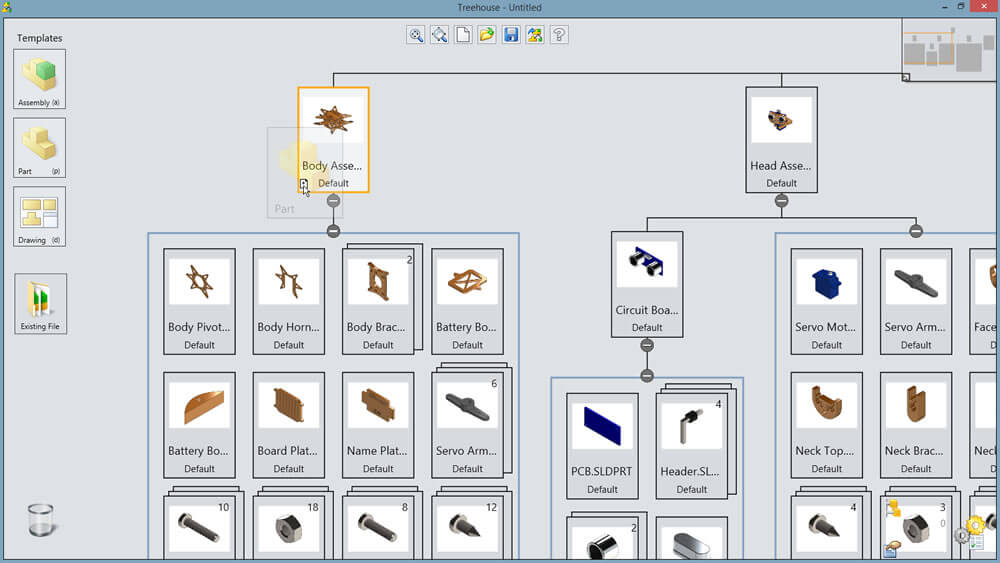 Treehouse - Untitled
Templates
Assembly (a)
Part (p)
Drawing (d)
Existing File
Body Asse...
Default
Part
Head Asse...
Default
2
Body Pivot...
Default
Body Horn...
Default
Body Brac...
Default
Battery Bo...
Default
Circuit Boa...
Default
Servo Mot...
Default
Servo Arm...
Default
Face
6
Battery Bo...
Default
Board Plat...
Default
Name Plat...
Default
Servo Arm...
Default
4
PCB.SLDPRT
Default
Header.SL...
Default
Neck Top....
Default
Neck Brac...
Default
Neck
10
18
8
12
2
4
3
0